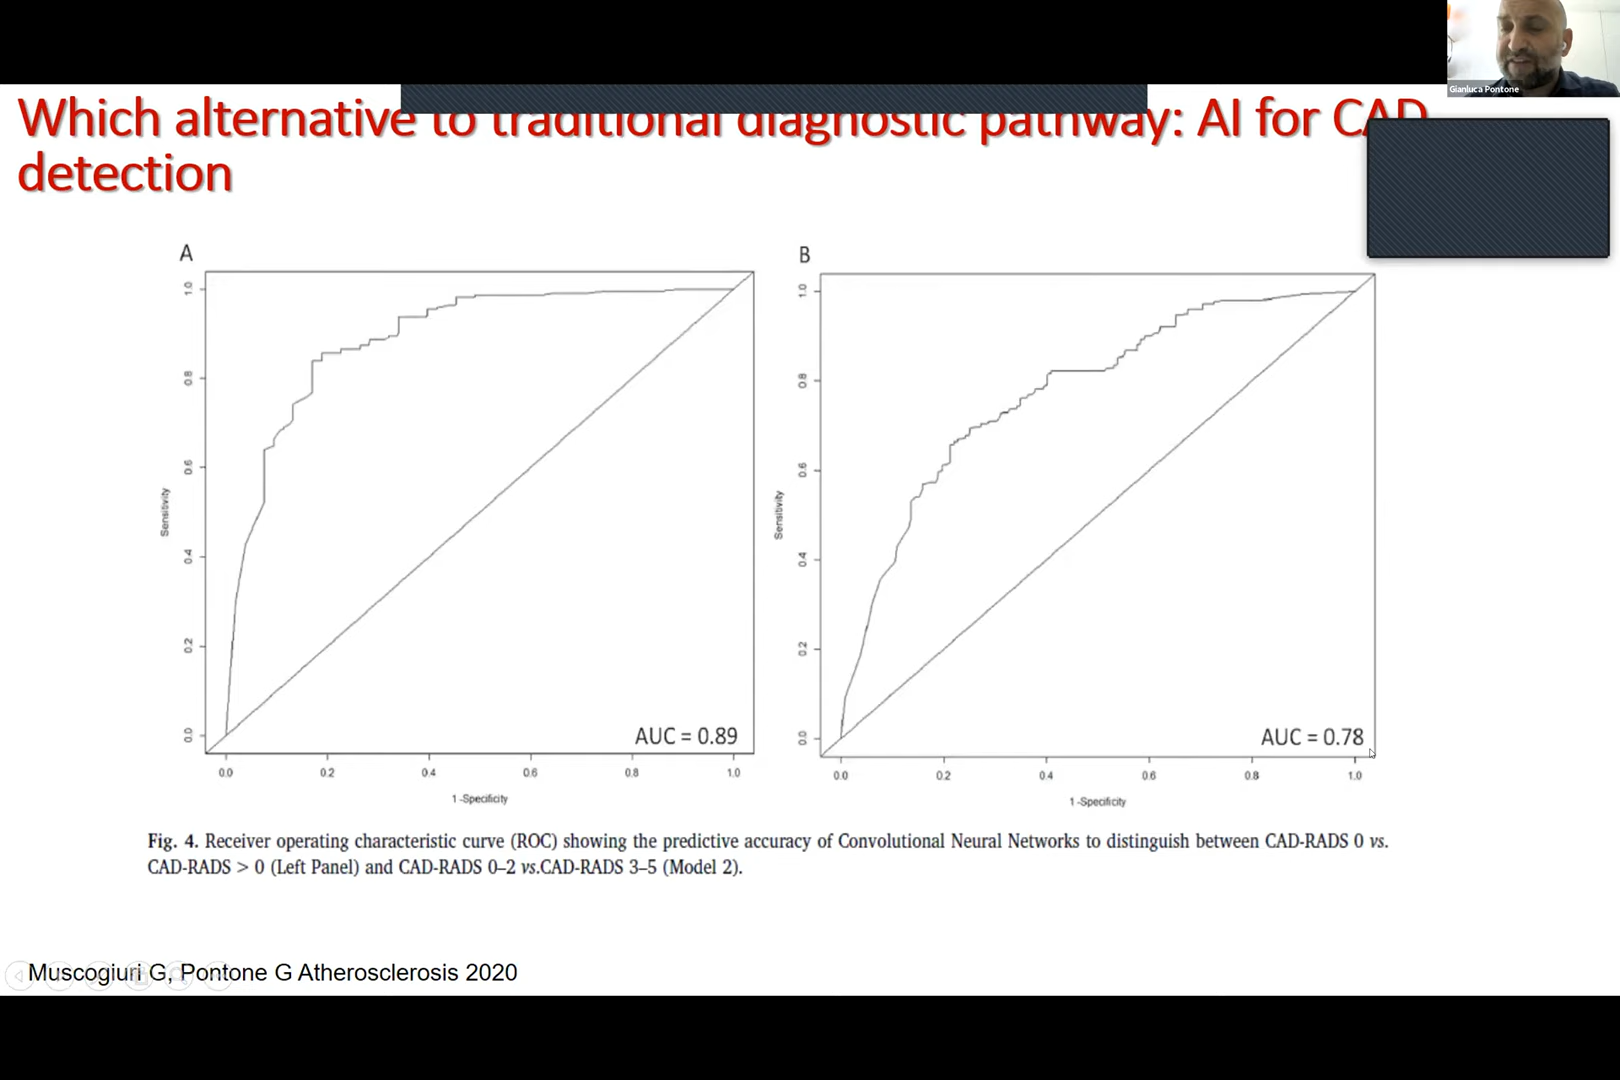 Gianluca Pontone
Which alternative to traditional diagnostic pathway: AI for CAD
detection
A
B
1.0
0.8
0.6
0.4
0.2
0.0
Sensitivity
AUC = 0.89
0.0 0.2 0.4 0.6 0.8 1.0
1 -Specificity
1.0
0.8
0.6
0.4
0.2
0.0
Sensitivity
AUC = 0.78
0.0 0.2 0.4 0.6 0.8 1.0
1 -Specificity
Fig. 4. Receiver operating characteristic curve (ROC) showing the predictive accuracy of Convolutional Neural Networks to distinguish between CAD-RADS 0 vs.
CAD-RADS > 0 (Left Panel) and CAD-RADS 0–2 vs.CAD-RADS 3–5 (Model 2).
Muscogiuri G, Pontone G Atherosclerosis 2020